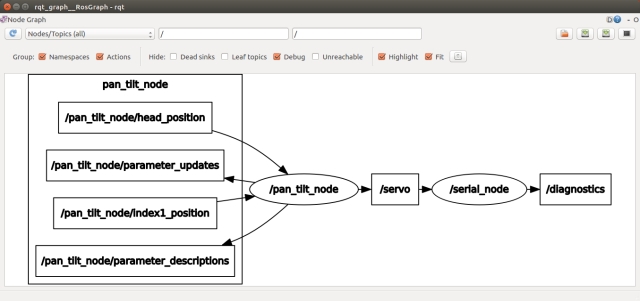 rqt_graph__RosGraph - rqt
Node Graph
Nodes/Topics (all) / /
Group: Namespaces Actions Hide: Dead sinks Leaf topics Debug Unreachable Highlight Fit
pan_tilt_node
/pan_tilt_node/head_position
/pan_tilt_node/parameter_updates
/pan_tilt_node/index1_position
/pan_tilt_node/parameter_descriptions
/pan_tilt_node
/servo
/serial_node
/diagnostics